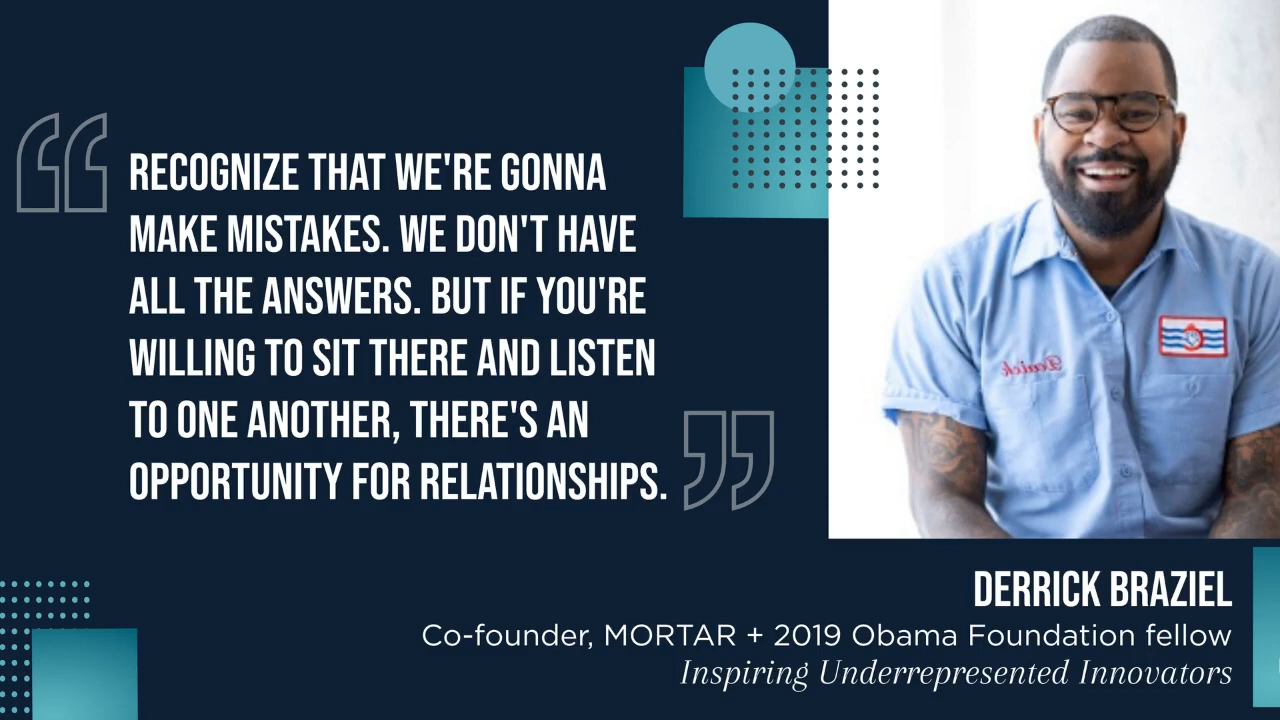 RECOGNIZE THAT WE'RE GONNA
MAKE MISTAKES. WE DON'T HAVE
ALL THE ANSWERS. BUT IF YOU'RE
WILLING TO SIT THERE AND LISTEN
TO ONE ANOTHER, THERE'S AN
OPPORTUNITY FOR RELATIONSHIPS.
Derrick
DERRICK BRAZIEL
Co-founder, MORTAR + 2019 Obama Foundation fellow
Inspiring Underrepresented Innovators